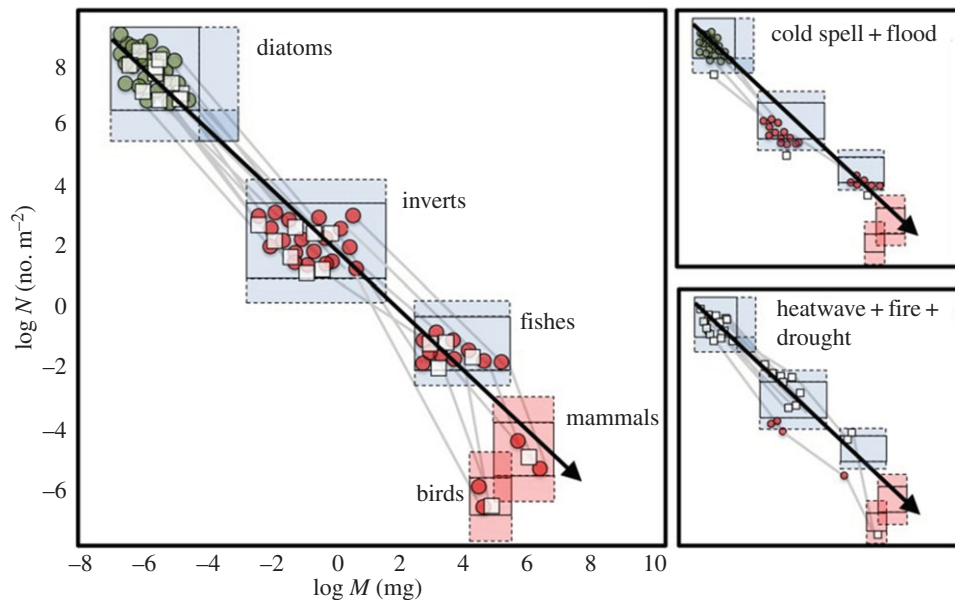 diatoms
inverts
fishes
mammals
birds
8
6
4
2
0
−2
−4
−6
log N (no. m−2)
−8
−6
−4
−2
0
2
4
6
8
10
log M (mg)
cold spell + flood
heatwave + fire +
drought